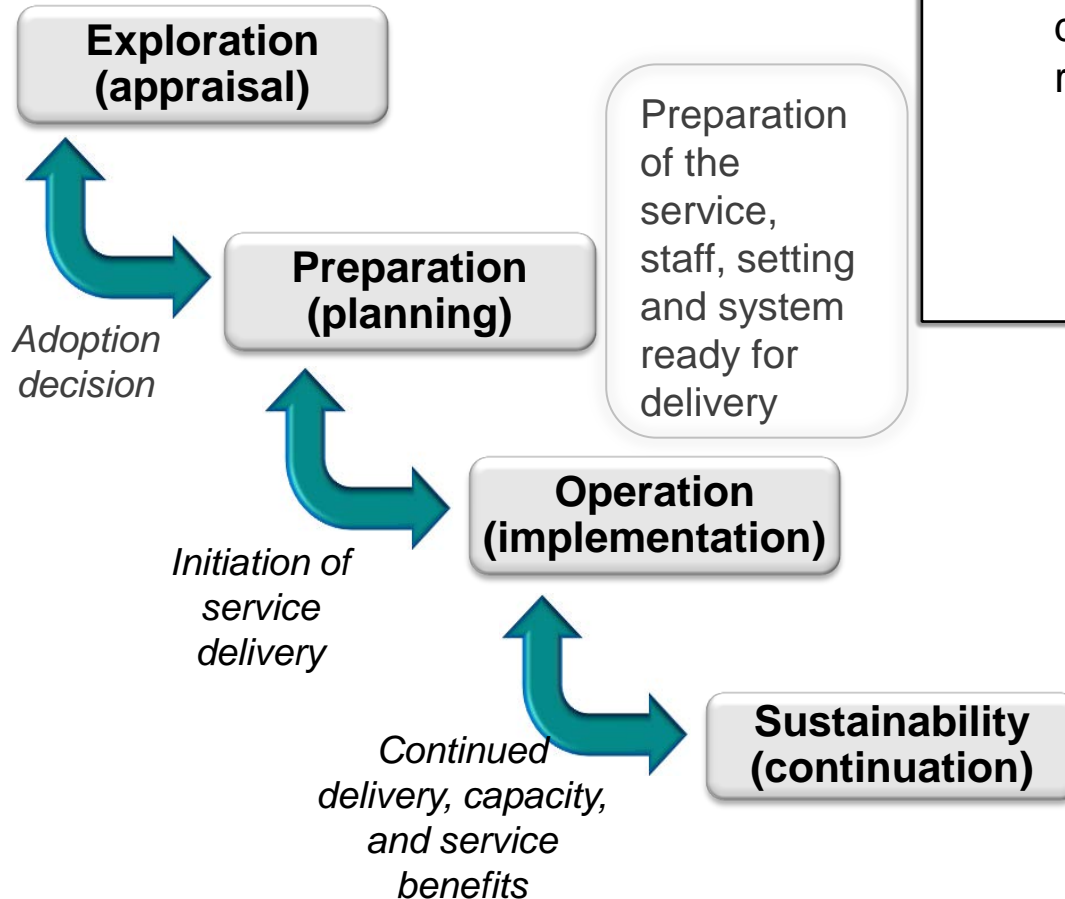 Exploration
(appraisal)
Preparation
of the
service,
staff, setting
and system
ready for
delivery
Preparation
(planning)
Adoption
decision
Operation
(implementation)
Initiation of
service
delivery
Sustainability
(continuation)
Continued
delivery, capacity,
and service
benefits